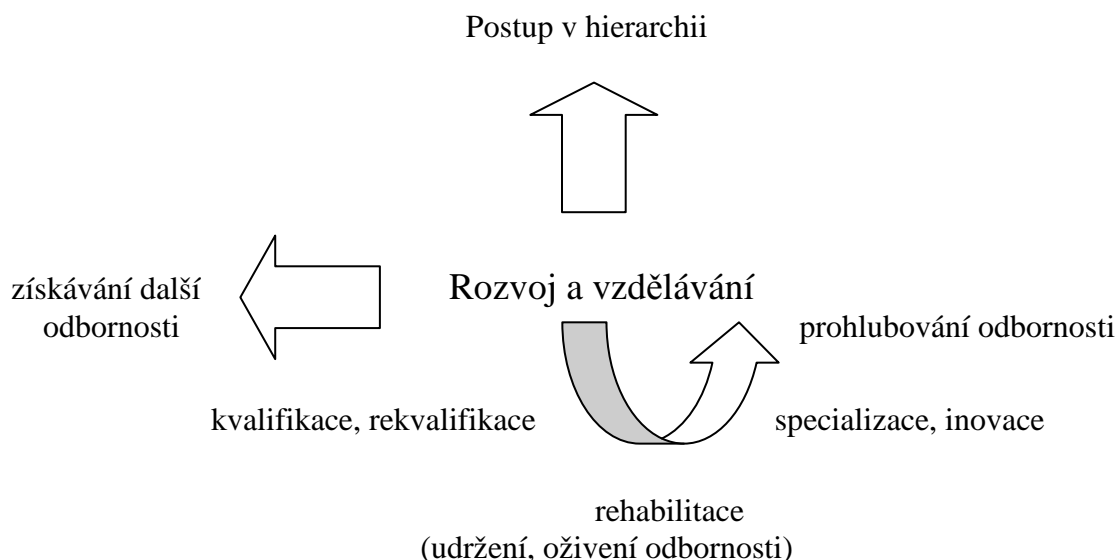 Postup v hierarchii
Rozvoj a vzdělávání
získávání další
odbornosti
prohlubování odbornosti
kvalifikace, rekvalifikace
specializace, inovace
rehabilitace
(udržení, oživení odbornosti)